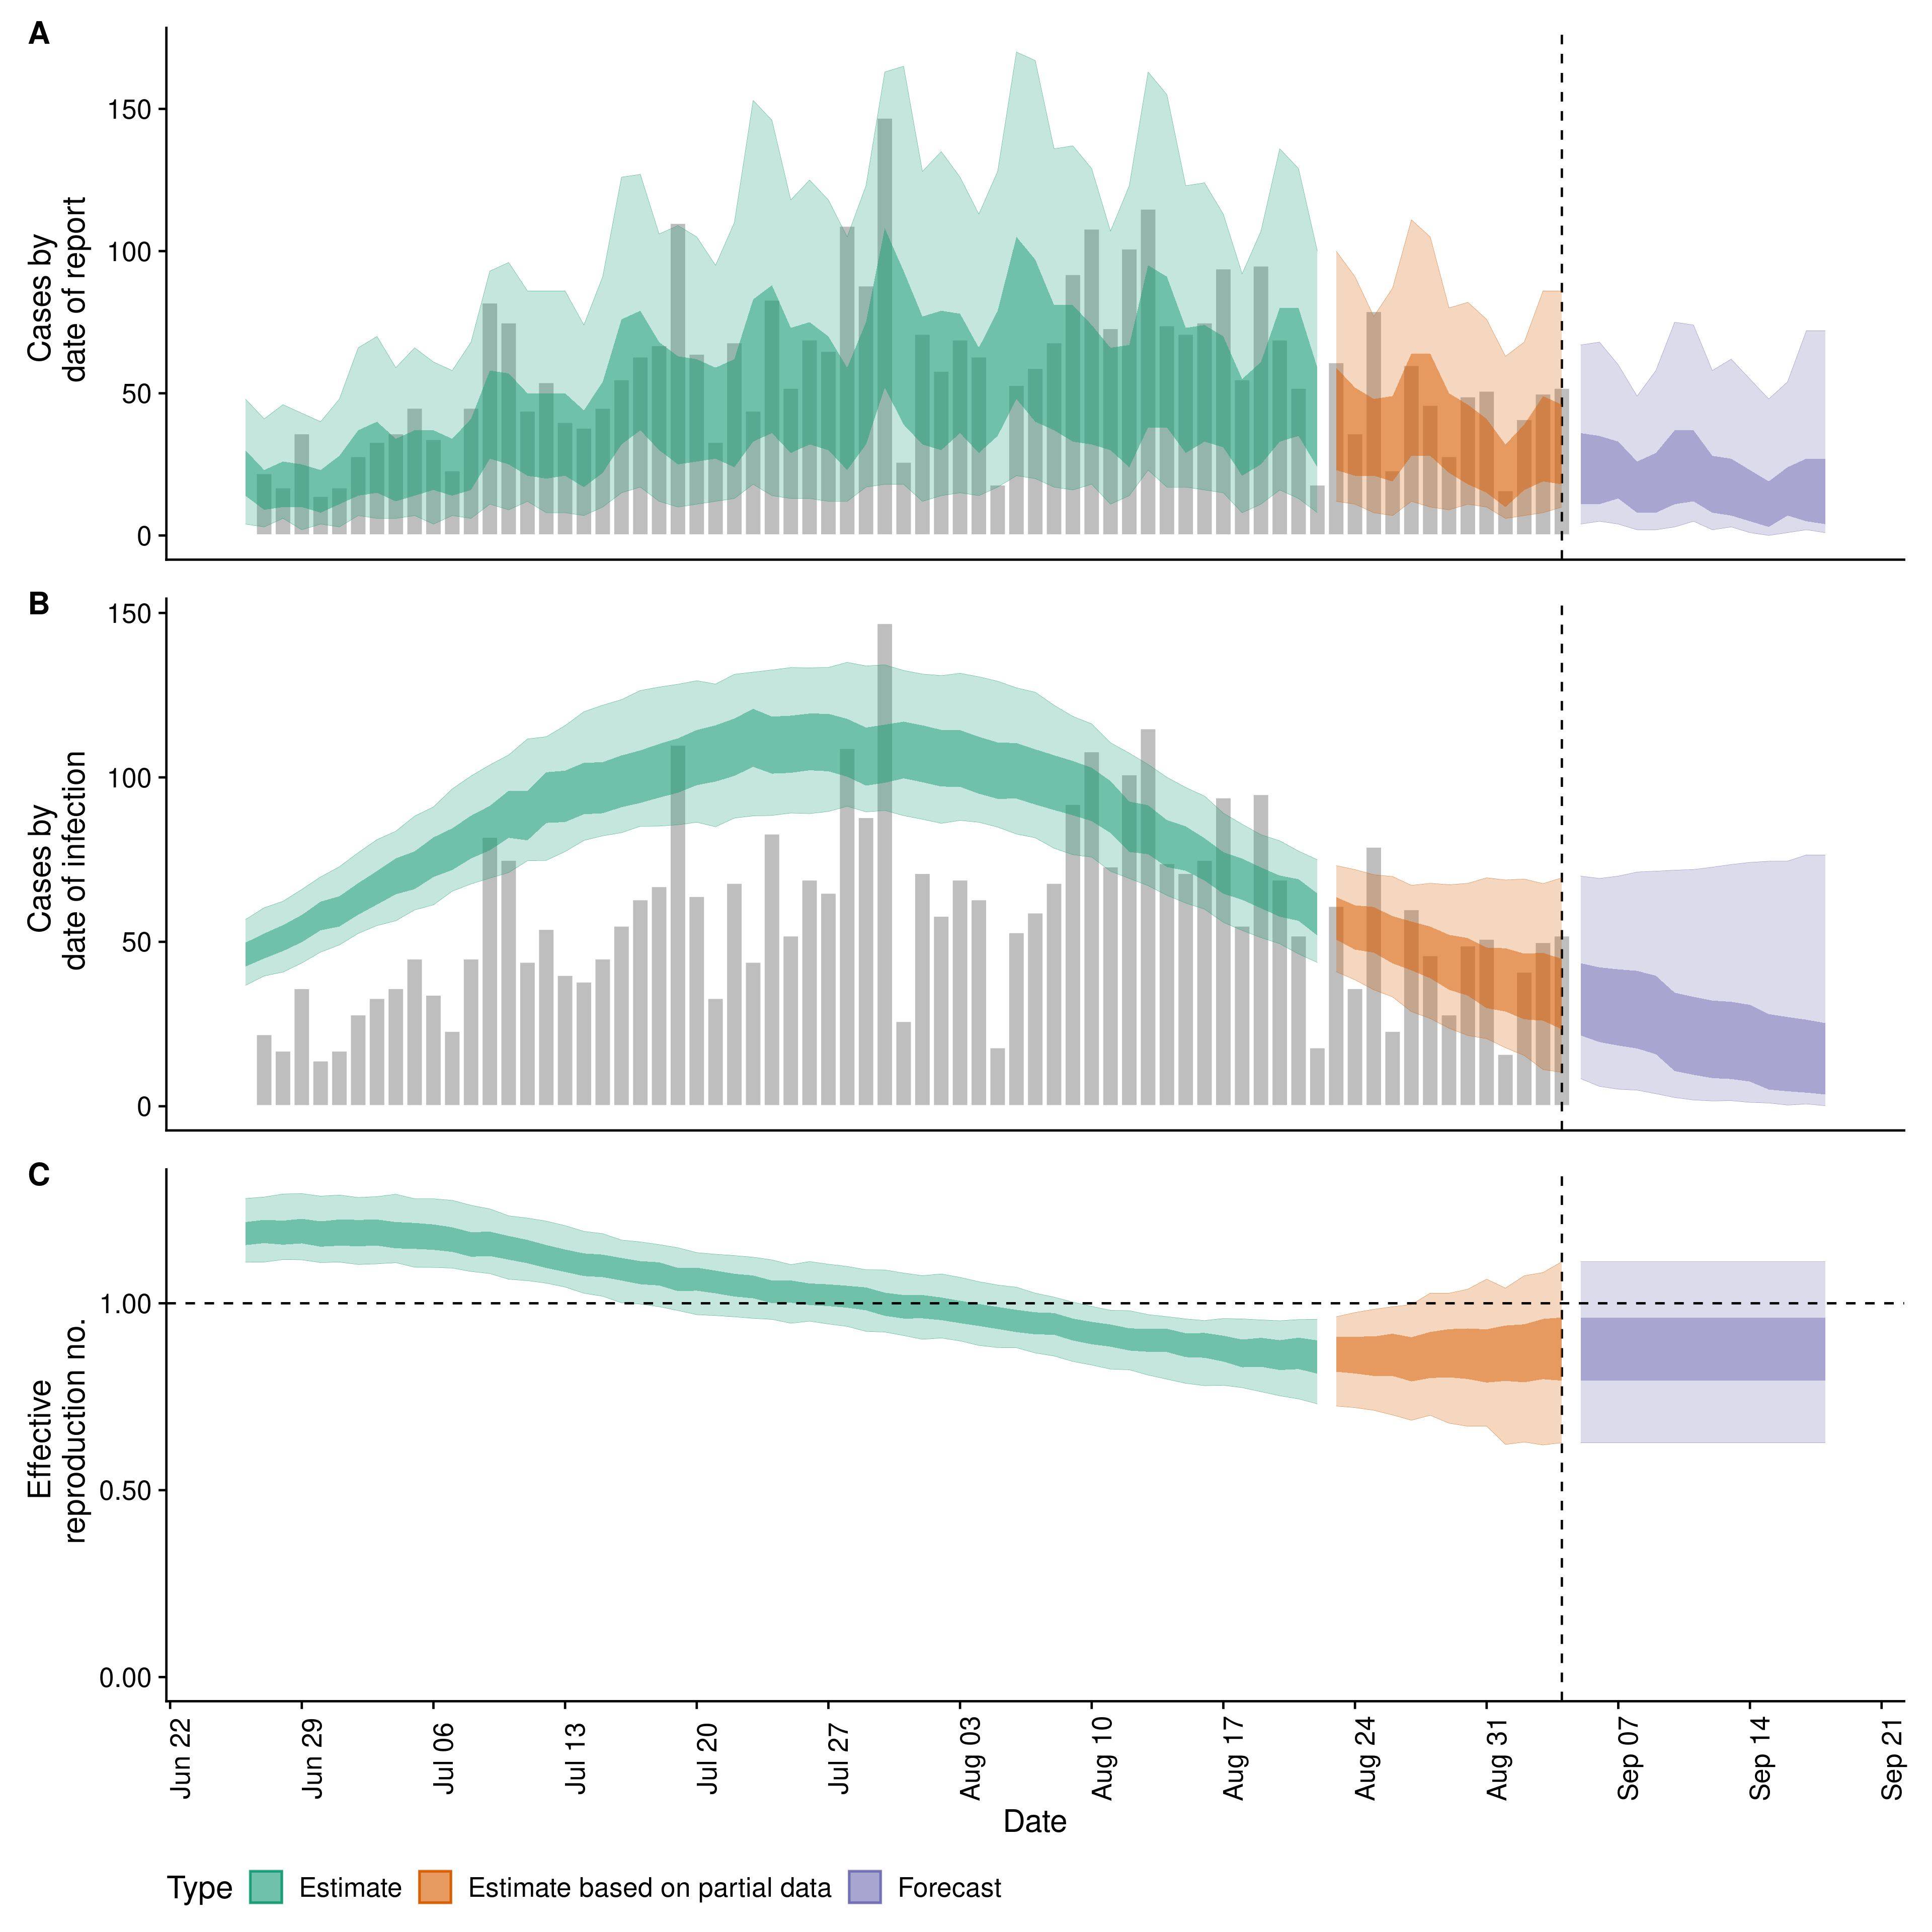 A
Cases by
date of report
150
100
50
0
B
Cases by
date of infection
150
100
50
0
C
Effective
reproduction no.
1.00
0.50
0.00
Jun 22
Jun 29
Jul 06
Jul 13
Jul 20
Jul 27
Aug 03
Aug 10
Aug 17
Aug 24
Aug 31
Sep 07
Sep 14
Sep 21
Date
Type Estimate Estimate based on partial data Forecast